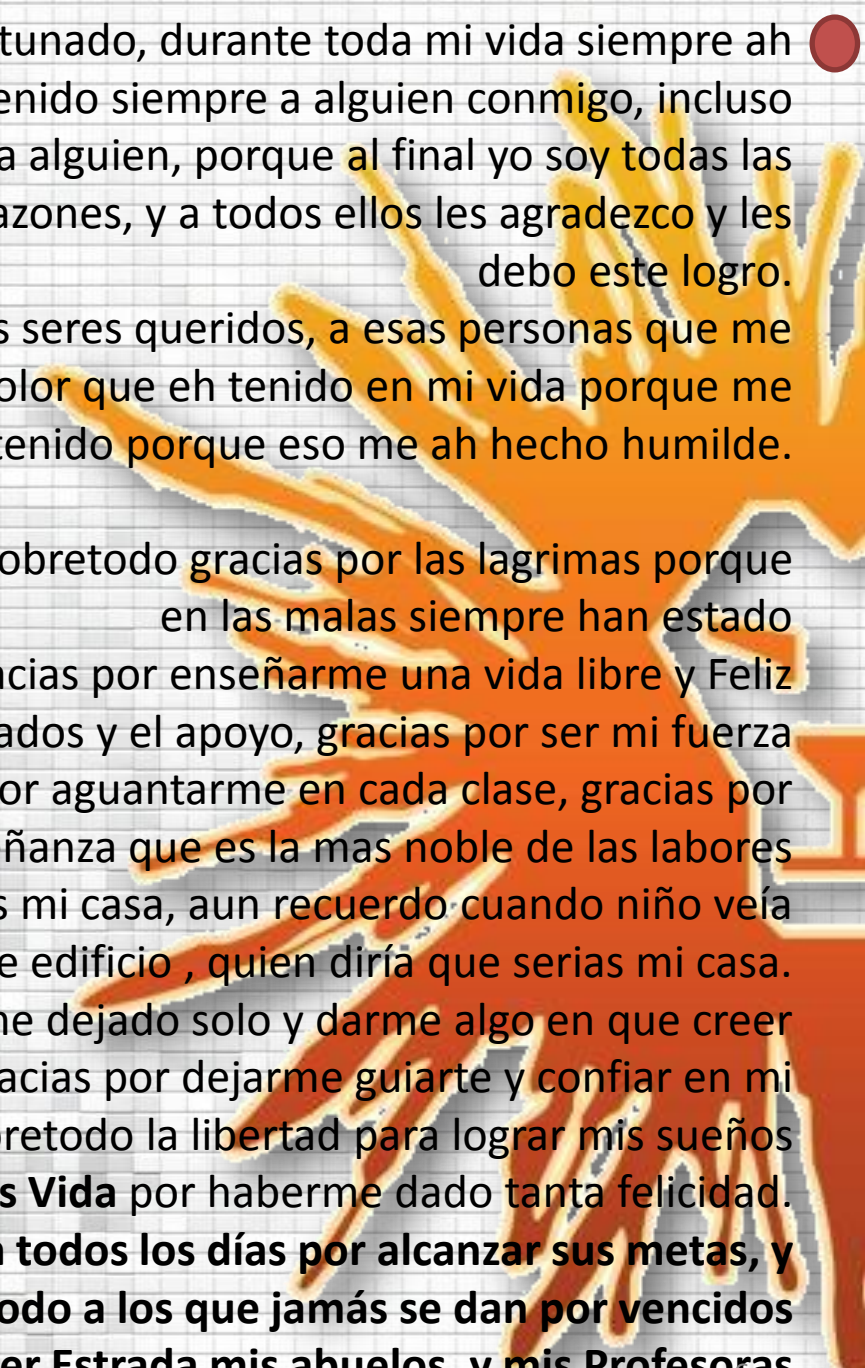 tunado, durante toda mi vida siempre ah
enido siempre a alguien conmigo, incluso
a alguien, porque al final yo soy todas las
azones, y a todos ellos les agradezco y les
debo este logro.
s seres queridos, a esas personas que me
olor que eh tenido en mi vida porque me
tenido porque eso me ah hecho humilde.
obretodo gracias por las lagrimas porque
en las malas siempre han estado
cias por enseñarme una vida libre y Feliz
ados y el apoyo, gracias por ser mi fuerza
or aguantarme en cada clase, gracias por
ñanza que es la mas noble de las labores
s mi casa, aun recuerdo cuando niño veía
e edificio , quien diría que serias mi casa.
me dejado solo y darme algo en que creer
acias por dejarme guiarte y confiar en mi
retodo la libertad para lograr mis sueños
s Vida por haberme dado tanta felicidad.
todos los días por alcanzar sus metas, y
odo a los que jamás se dan por vencidos
er Estrada mis abuelos, y mis Profesoras